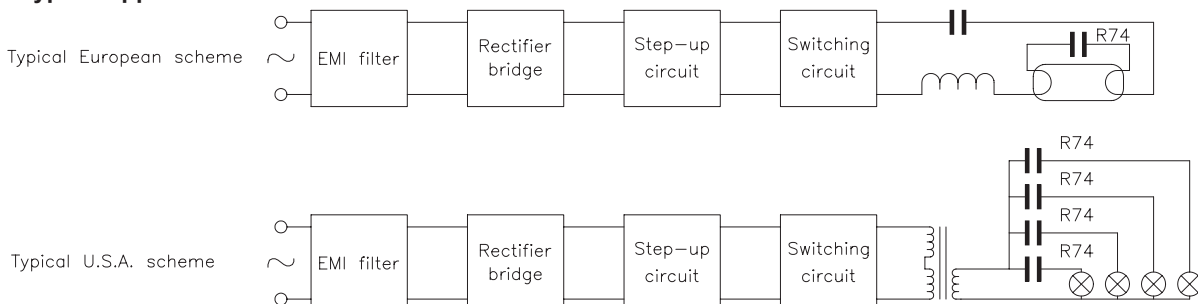 Typical European scheme
EMI filter
Rectifier
bridge
Step-up
circuit
Switching
circuit
R74
Typical U.S.A. scheme
EMI filter
Rectifier
bridge
Step-up
circuit
Switching
circuit
R74
R74
R74
R74